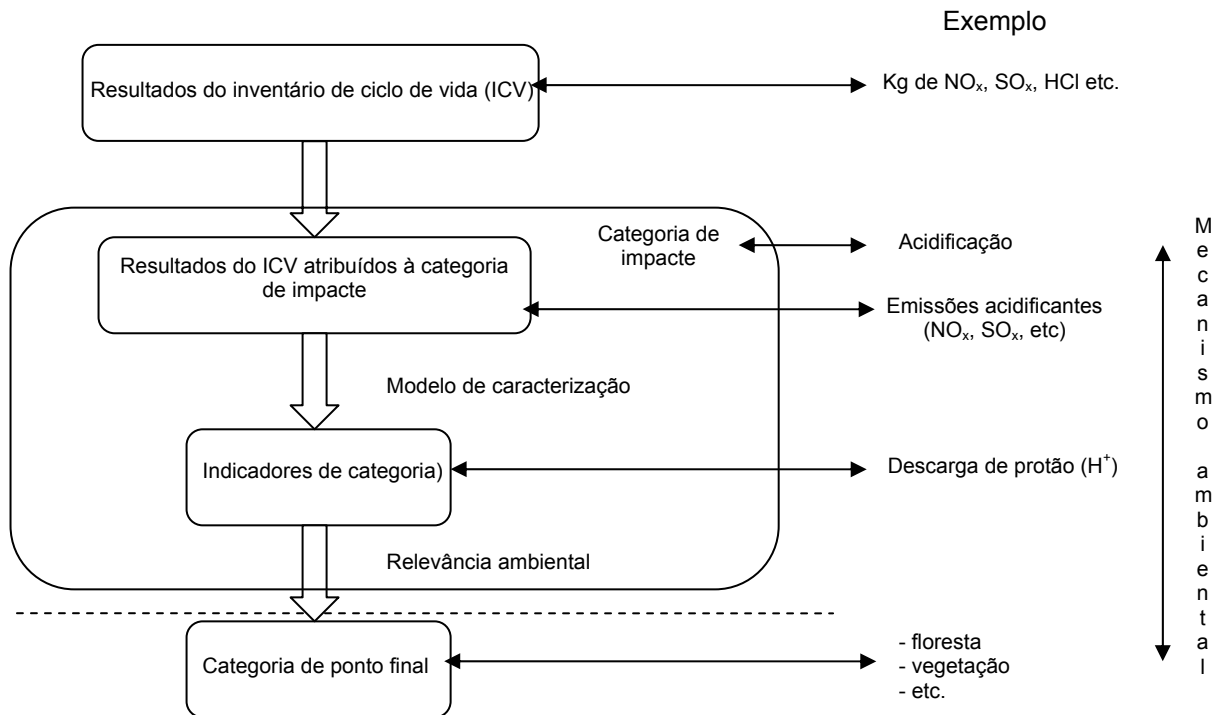 Exemplo
Resultados do inventário de ciclo de vida (ICV)
Kg de NOₓ, SOₓ, HCl etc.
Categoria de
impacte
Acidificação
Resultados do ICV atribuídos à categoria
de impacte
Emissões acidificantes
(NOₓ, SOₓ, etc)
Modelo de caracterização
Indicadores de categoria)
Descarga de protão (H⁺)
Relevância ambiental
Categoria de ponto final
- floresta
- vegetação
- etc.
Mecanismo ambiental